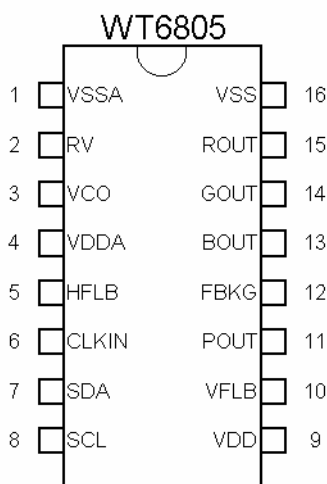 WT6805
1 VSSA VSS 16
2 RV ROUT 15
3 VCO GOUT 14
4 VDDA BOUT 13
5 HFLB FBKG 12
6 CLKIN POUT 11
7 SDA VFLB 10
8 SCL VDD 9